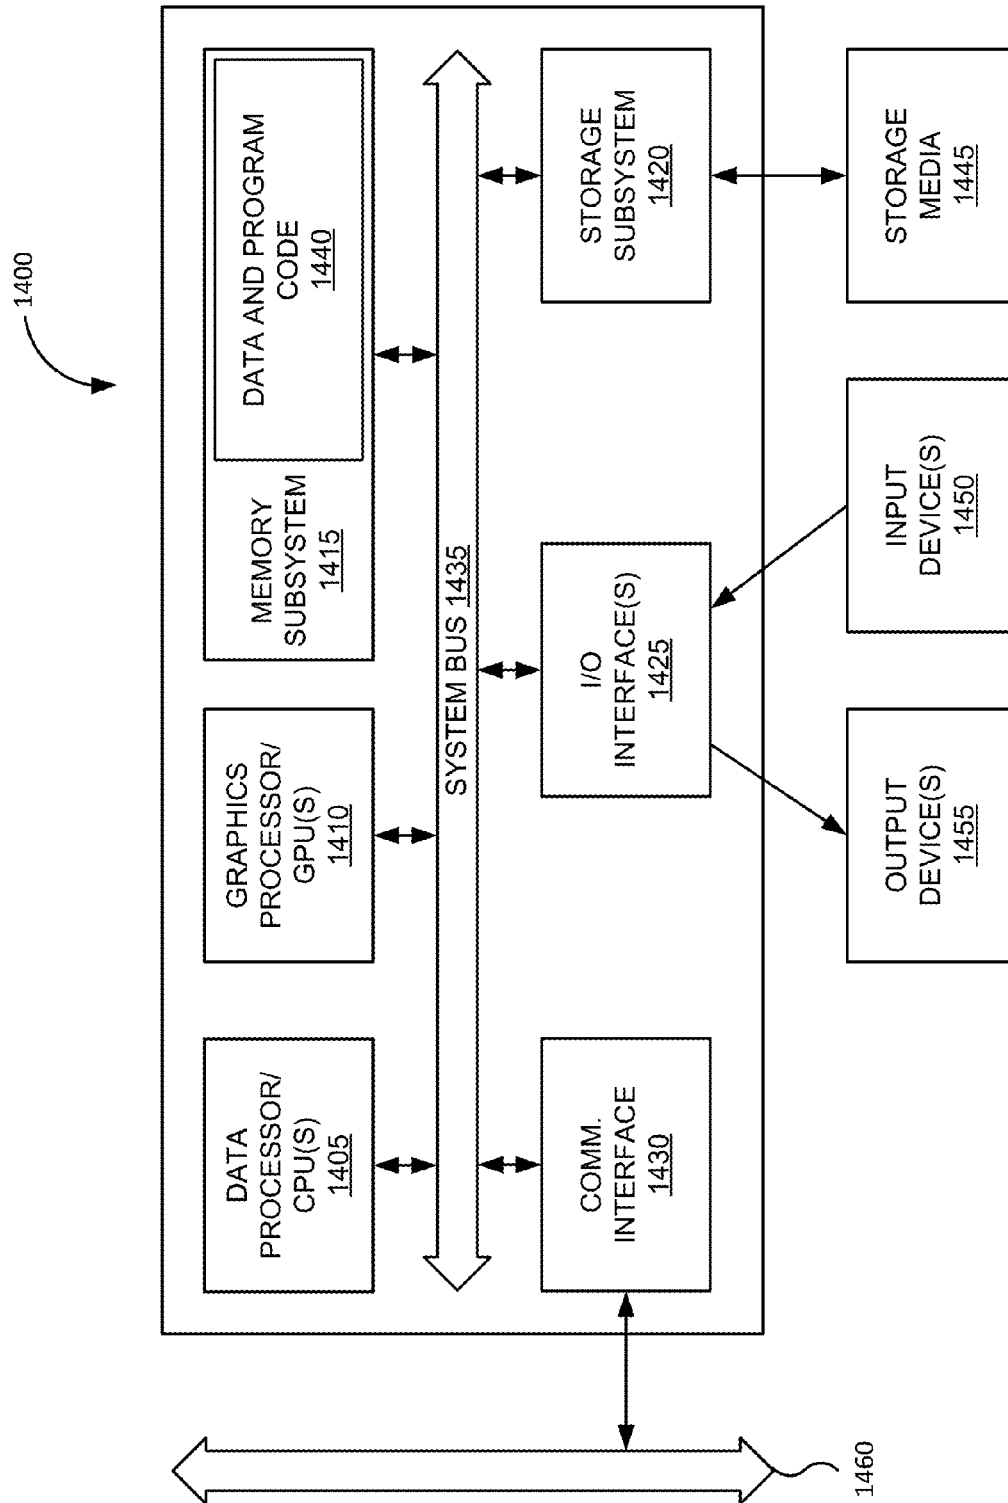 1400
DATA
PROCESSOR/
CPU(S)
1405
GRAPHICS
PROCESSOR/
GPU(S)
1410
MEMORY
SUBSYSTEM
1415
DATA AND PROGRAM
CODE
1440
SYSTEM BUS 1435
COMM.
INTERFACE
1430
I/O
INTERFACE(S)
1425
STORAGE
SUBSYSTEM
1420
OUTPUT
DEVICE(S)
1455
INPUT
DEVICE(S)
1450
STORAGE
MEDIA
1445
1460